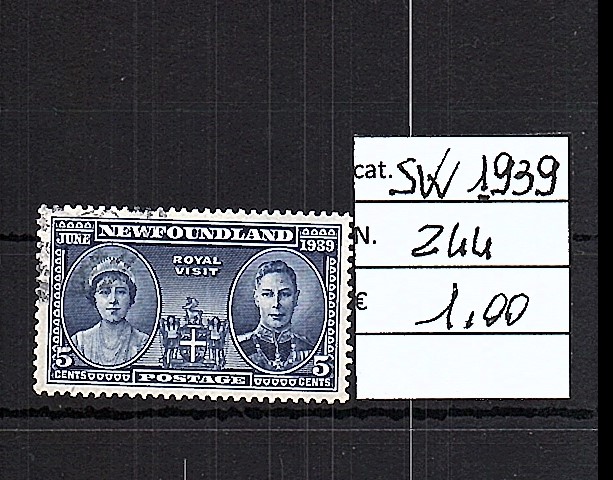 JUNE NEWFOUNDLAND 1939
ROYAL
VISIT
5 5
CENTS POSTAGE CENTS
cat. SW 1939
N. 244
€ 1.00